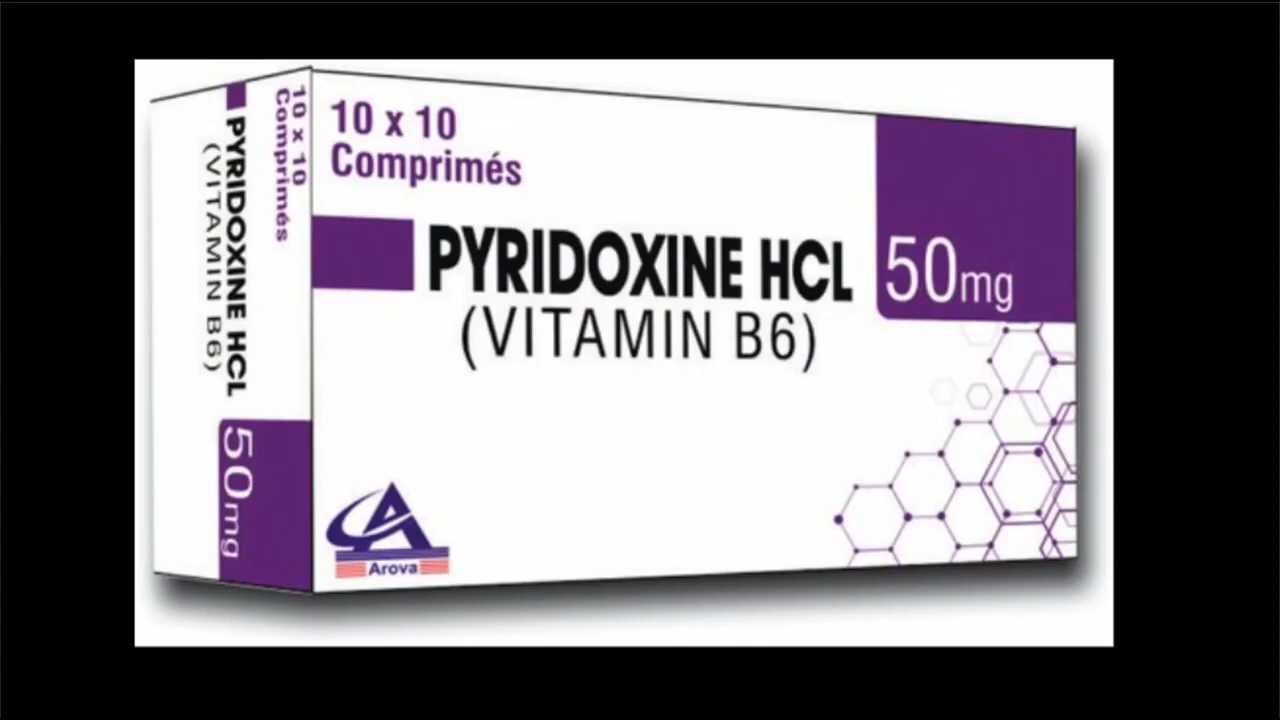 10 x 10
Comprimés
PYRIDOXINE HCL
(VITAMIN B6)
50mg
10 x 10
Comprimés
PYRIDOXINE HCL
(VITAMIN B6)
50mg
Arova